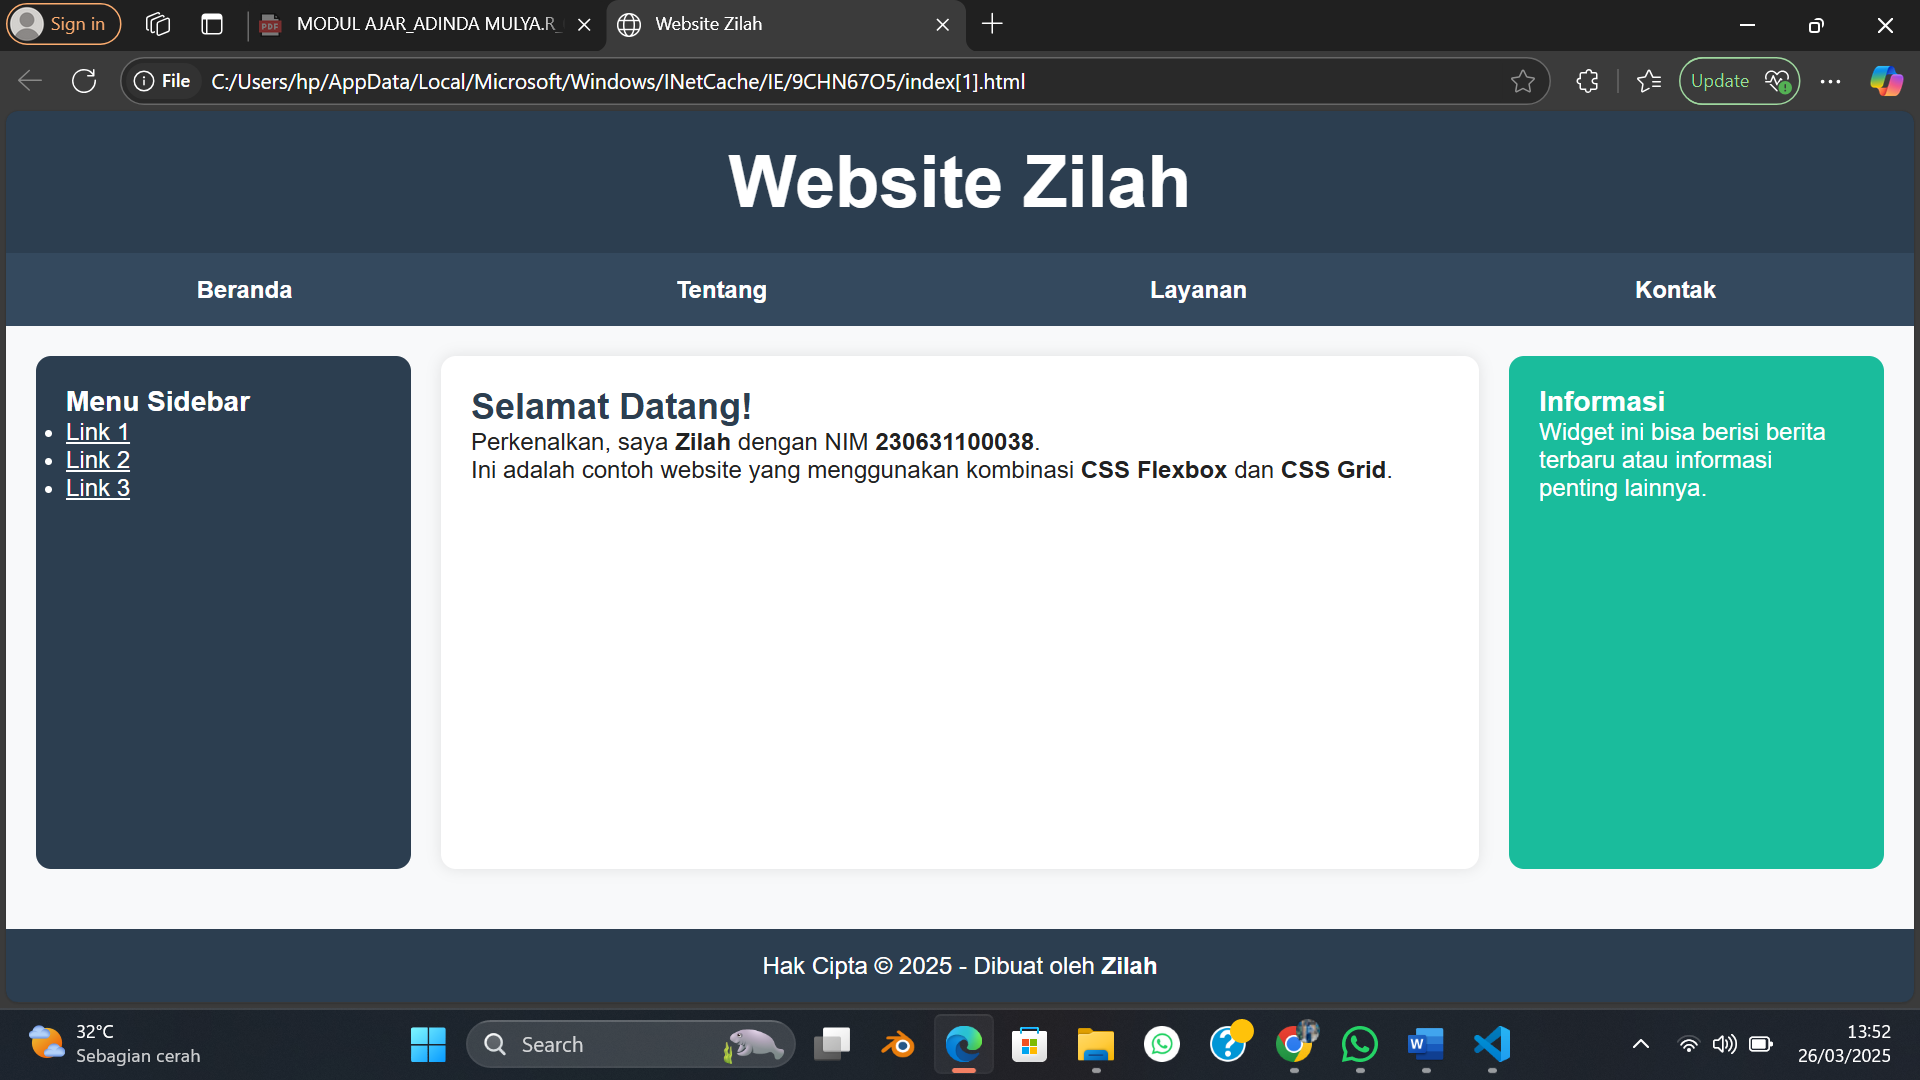 Sign in
MODUL AJAR_ADINDA MULYA.R_
Website Zilah
File
C:/Users/hp/AppData/Local/Microsoft/Windows/INetCache/IE/9CHN67O5/index[1].html
Update
Website Zilah
Beranda
Tentang
Layanan
Kontak
Menu Sidebar
Link 1
Link 2
Link 3
Selamat Datang!
Perkenalkan, saya Zilah dengan NIM 230631100038.
Ini adalah contoh website yang menggunakan kombinasi CSS Flexbox dan CSS Grid.
Informasi
Widget ini bisa berisi berita
terbaru atau informasi
penting lainnya.
Hak Cipta © 2025 - Dibuat oleh Zilah
32°C
Sebagian cerah
Search
13:52
26/03/2025